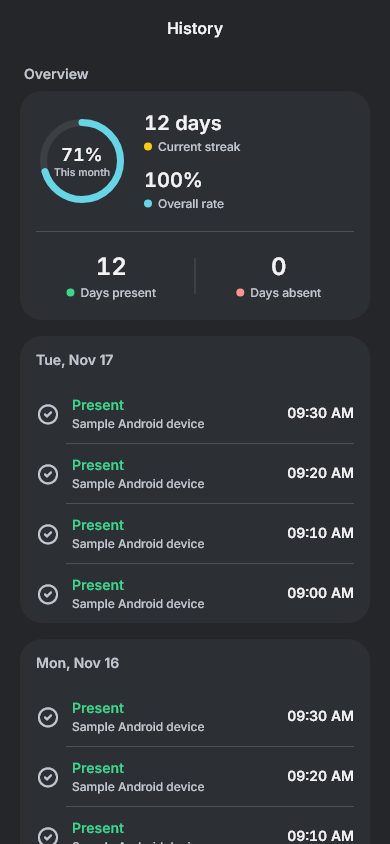 History
Overview
71%
This month
12 days
Current streak
100%
Overall rate
12
Days present
0
Days absent
Tue, Nov 17
Present
Sample Android device
09:30 AM
Present
Sample Android device
09:20 AM
Present
Sample Android device
09:10 AM
Present
Sample Android device
09:00 AM
Mon, Nov 16
Present
Sample Android device
09:30 AM
Present
Sample Android device
09:20 AM
Present
Sample Android device
09:10 AM